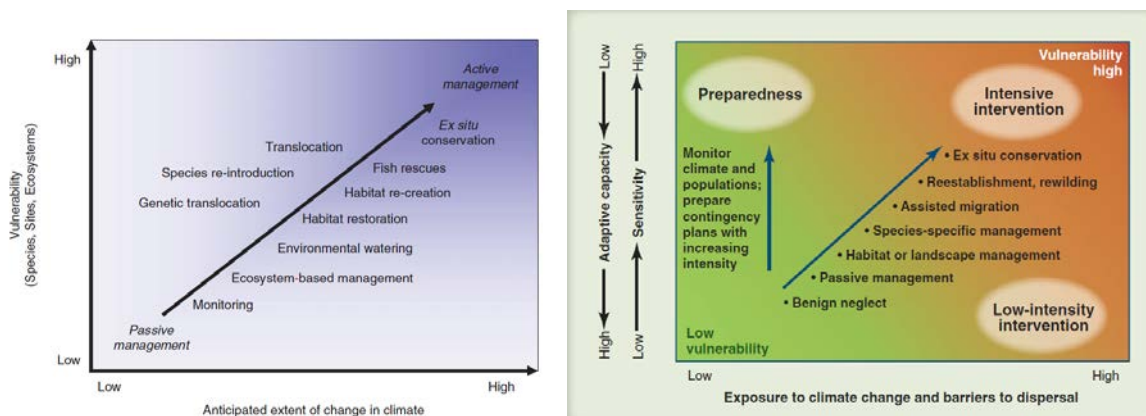 High
Vulnerability
(Species, Sites, Ecosystems)
Low
Active
management
Ex situ
conservation
Translocation
Fish rescues
Species re-introduction
Habitat re-creation
Genetic translocation
Habitat restoration
Environmental watering
Ecosystem-based management
Monitoring
Passive
management
Low
High
Anticipated extent of change in climate
Low
Adaptive capacity
High
High
Sensitivity
Low
Vulnerability
high
Preparedness
Intensive
intervention
Monitor
climate and
populations;
prepare
contingency
plans with
increasing
intensity
• Ex situ conservation
• Reestablishment, rewilding
• Assisted migration
• Species-specific management
• Habitat or landscape management
• Passive management
• Benign neglect
Low-intensity
intervention
Low
vulnerability
Low
High
Exposure to climate change and barriers to dispersal